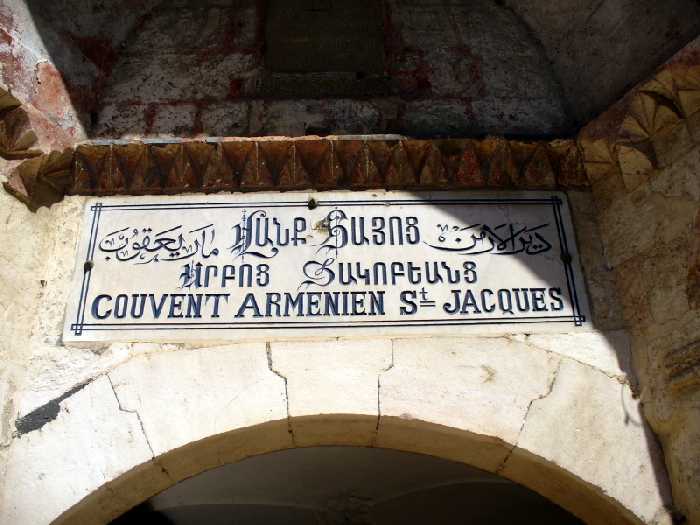 مار يعقوب ՎԱՆՔ ՀԱՅՈՑ دير الارمن
ՍՐԲՈՑ ՅԱԿՈԲԵԱՆՑ
COUVENT ARMENIEN St JACQUES